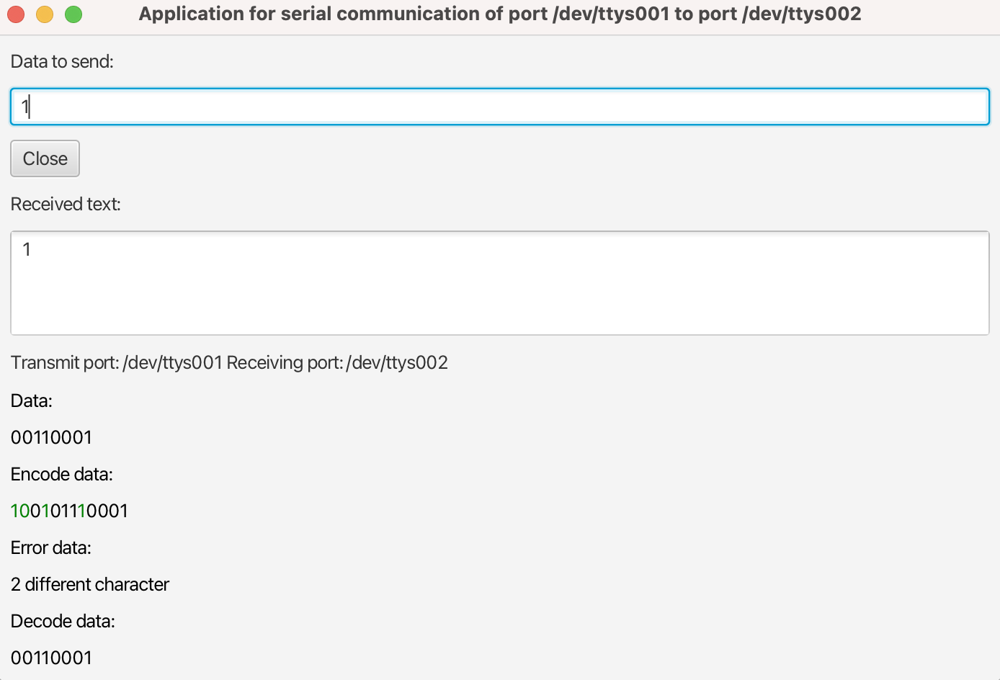 Application for serial communication of port /dev/ttys001 to port /dev/ttys002
Data to send:
1
Close
Received text:
1
Transmit port: /dev/ttys001 Receiving port: /dev/ttys002
Data:
00110001
Encode data:
100101110001
Error data:
2 different character
Decode data:
00110001